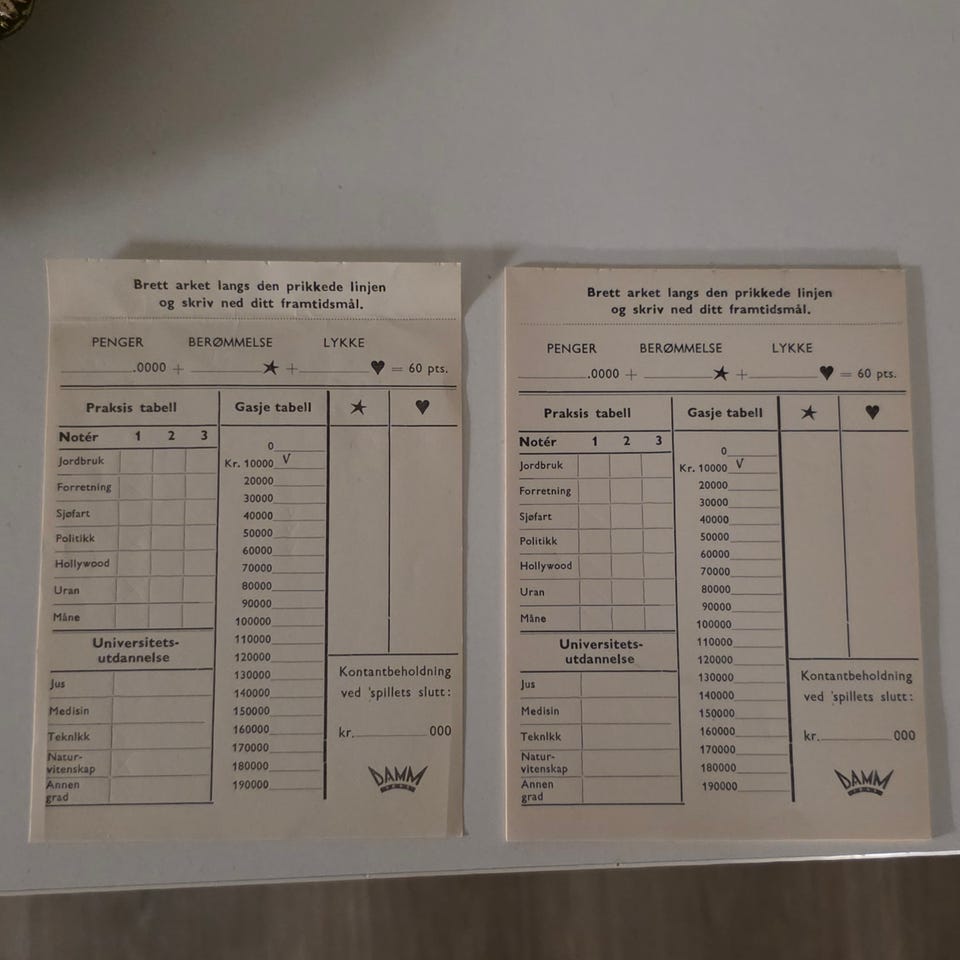 Brett arket langs den prikkede linjen
og skriv ned ditt framtidsmål.
PENGER BERØMMELSE LYKKE
.0000 + ★ + ♥ = 60 pts.
Praksis tabell
Notér 1 2 3
Jordbruk
Forretning
Sjøfart
Politikk
Hollywood
Uran
Måne
Universitets-
utdannelse
Jus
Medisin
Teknikk
Natur-
vitenskap
Annen
grad
Gasje tabell
0
Kr. 10000 V
20000
30000
40000
50000
60000
70000
80000
90000
100000
110000
120000
130000
140000
150000
160000
170000
180000
190000
★ ♥
Kontantbeholdning
ved 'spillets slutt:
kr. 000
DAMM
Brett arket langs den prikkede linjen
og skriv ned ditt framtidsmål.
PENGER BERØMMELSE LYKKE
.0000 + ★ + ♥ = 60 pts.
Praksis tabell
Notér 1 2 3
Jordbruk
Forretning
Sjøfart
Politikk
Hollywood
Uran
Måne
Universitets-
utdannelse
Jus
Medisin
Teknikk
Natur-
vitenskap
Annen
grad
Gasje tabell
0
Kr. 10000 V
20000
30000
40000
50000
60000
70000
80000
90000
100000
110000
120000
130000
140000
150000
160000
170000
180000
190000
★ ♥
Kontantbeholdning
ved 'spillets slutt:
kr. 000
DAMM